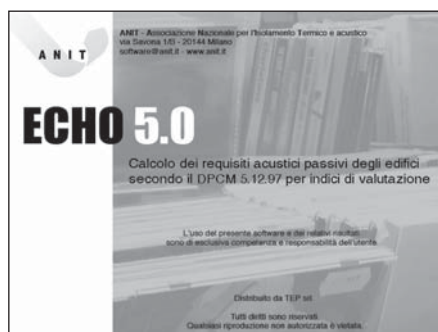 ANIT
ANIT - Associazione Nazionale per l'Isolamento Termico e acustico
via Savona 1/B - 20144 Milano
software@anit.it - www.anit.it
ECHO 5.0
Calcolo dei requisiti acustici passivi degli edifici
secondo il DPCM 5.12.97 per indici di valutazione
L'uso del presente software e dei relativi risultati
sono di esclusiva competenza e responsabilità dell'utente.
Distribuito da TEP srl
Tutti diritti sono riservati.
Qualsiasi riproduzione non autorizzata è vietata.